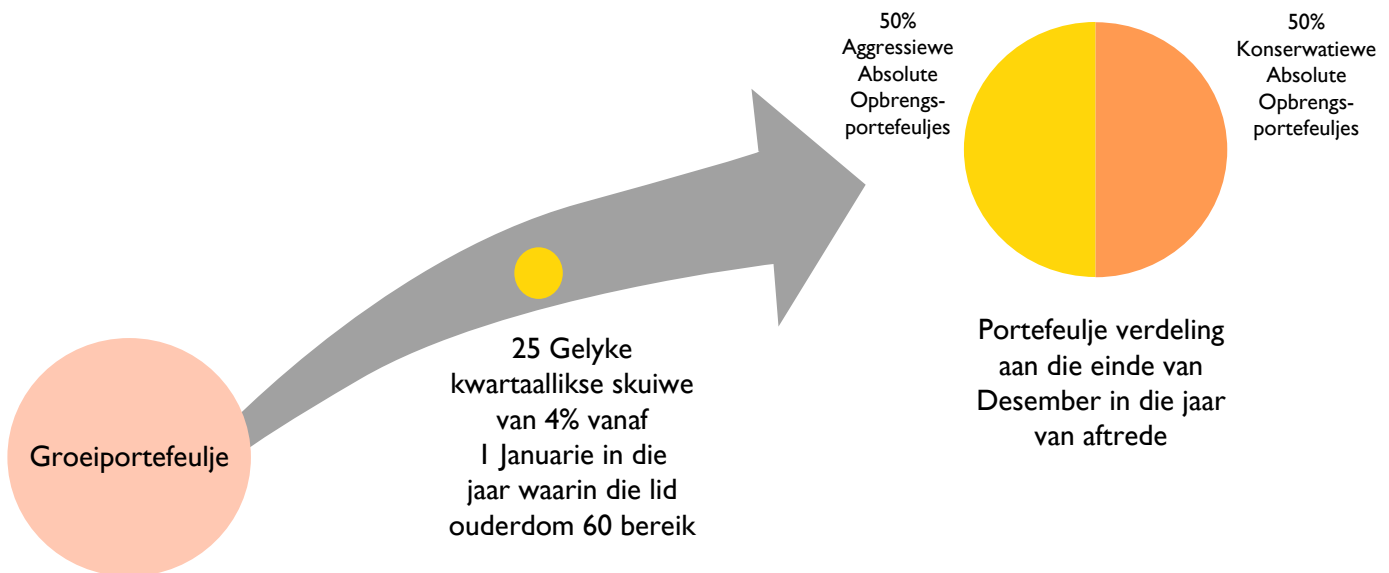 50%
Aggressiewe
Absolute
Opbrengs-
portefeuljes
50%
Konserwatiewe
Absolute
Opbrengs-
portefeuljes
Portefeulje verdeling
aan die einde van
Desember in die jaar
van aftrede
25 Gelyke
kwartaallikse skuiwe
van 4% vanaf
1 Januarie in die
jaar waarin die lid
ouderdom 60 bereik
Groeiportefeulje